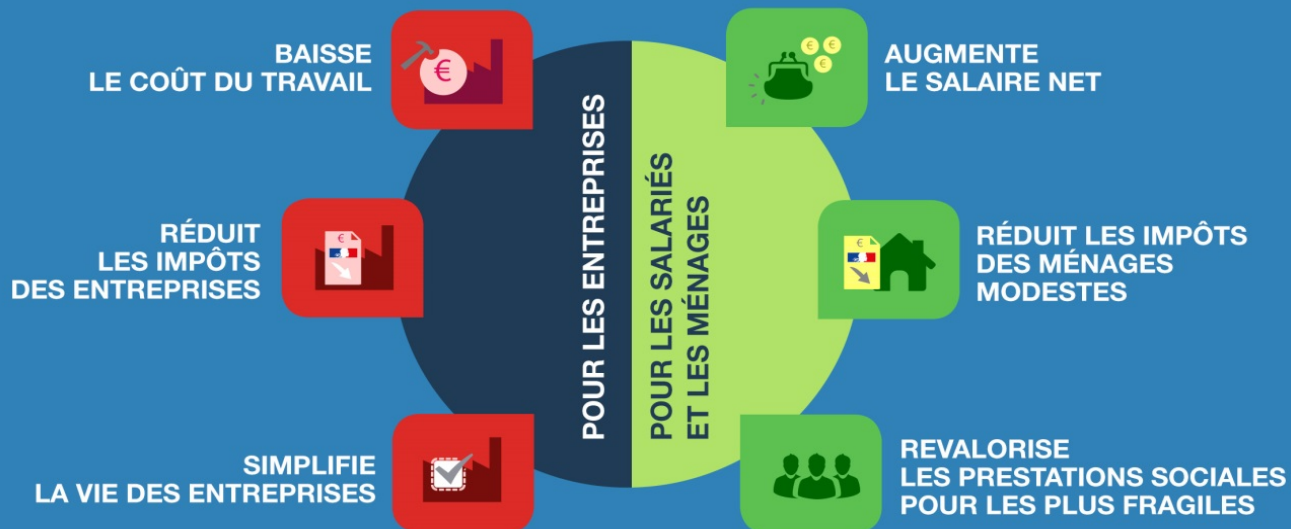 BAISSE
LE COÛT DU TRAVAIL
RÉDUIT
LES IMPÔTS
DES ENTREPRISES
SIMPLIFIE
LA VIE DES ENTREPRISES
POUR LES ENTREPRISES
POUR LES SALARIÉS
ET LES MÉNAGES
AUGMENTE
LE SALAIRE NET
RÉDUIT LES IMPÔTS
DES MÉNAGES
MODESTES
REVALORISE
LES PRESTATIONS SOCIALES
POUR LES PLUS FRAGILES